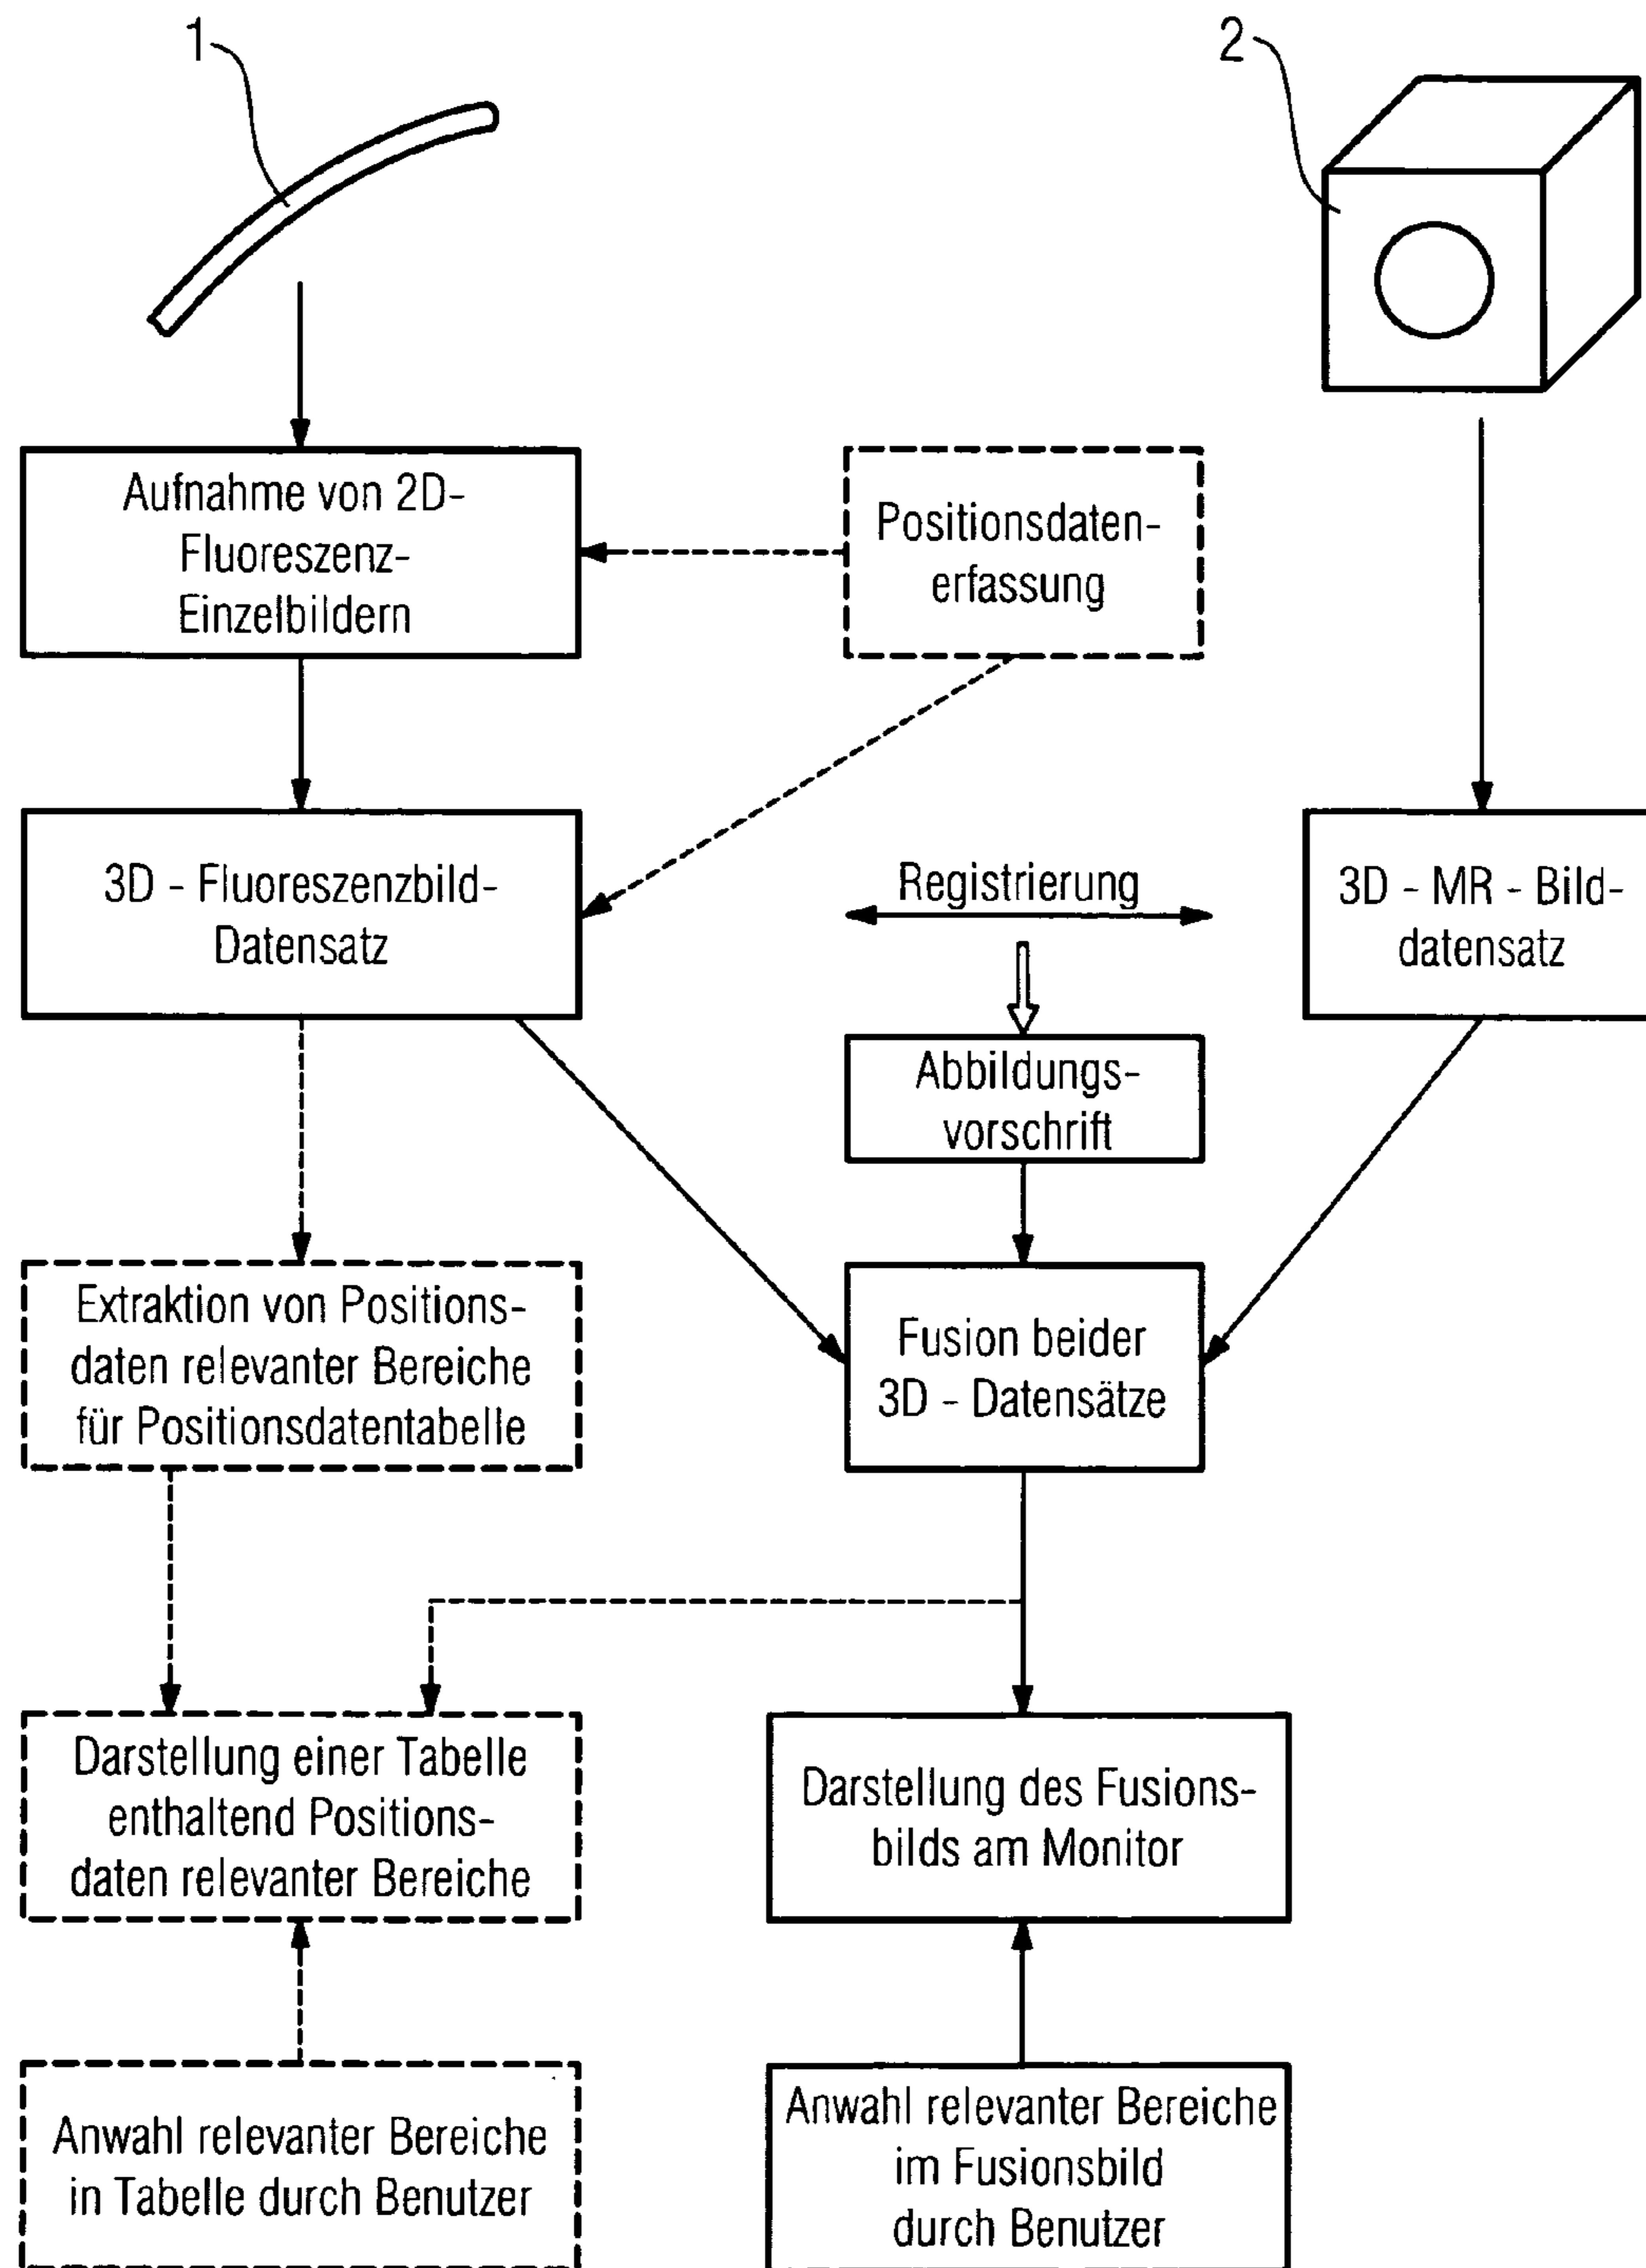 1
2
Aufnahme von 2D-
Fluoreszenz-
Einzelbildern
Positionsdaten-
erfassung
3D - Fluoreszenzbild-
Datensatz
Registrierung
3D - MR - Bild-
datensatz
Abbildungs-
vorschrift
Extraktion von Positions-
daten relevanter Bereiche
für Positionsdatentabelle
Fusion beider
3D - Datensätze
Darstellung einer Tabelle
enthaltend Positions-
daten relevanter Bereiche
Darstellung des Fusions-
bilds am Monitor
Anwahl relevanter Bereiche
in Tabelle durch Benutzer
Anwahl relevanter Bereiche
im Fusionsbild
durch Benutzer